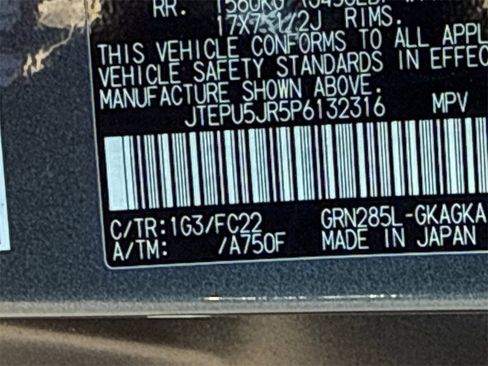 RR.
17X7 1/2J RIMS.
THIS VEHICLE CONFORMS TO ALL APPL
VEHICLE SAFETY STANDARDS IN EFFEC
MANUFACTURE SHOWN ABOVE.
JTEPU5JR5P6132316 MPV
C/TR:1G3/FC22 GRN285L-GKAGKA
A/TM: /A750F MADE IN JAPAN